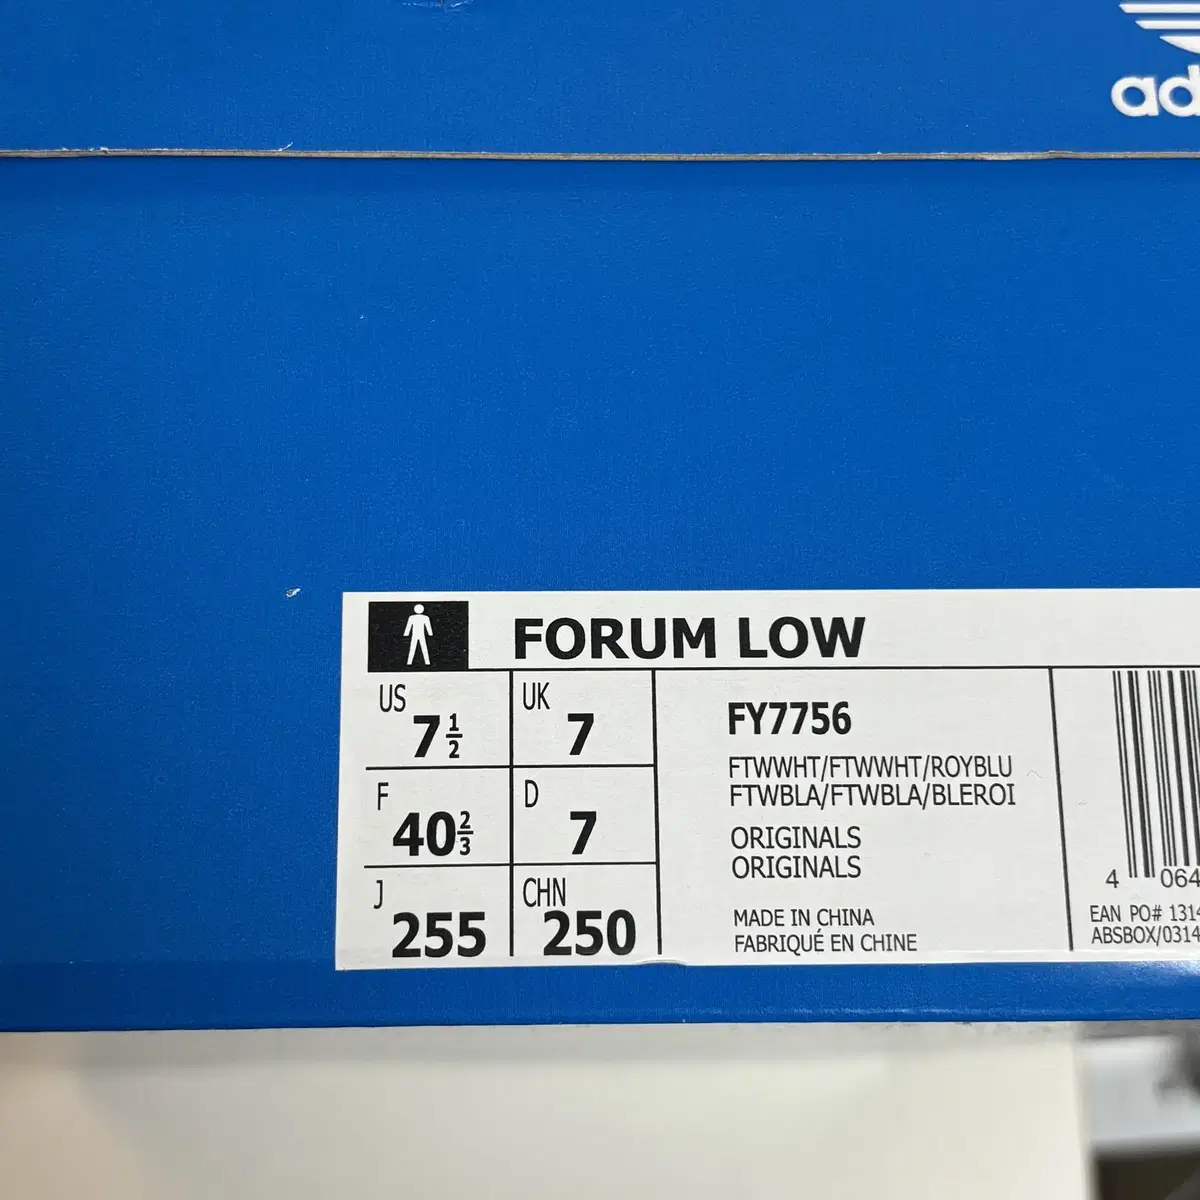 ad
FORUM LOW
US 7 1/2
UK 7
F 40 2/3
D 7
J 255
CHN 250
FY7756
FTWWHT/FTWWHT/ROYBLU
FTWBLA/FTWBLA/BLEROI
ORIGINALS
ORIGINALS
MADE IN CHINA
FABRIQUÉ EN CHINE
4 064
EAN PO# 1314
ABSBOX/0314